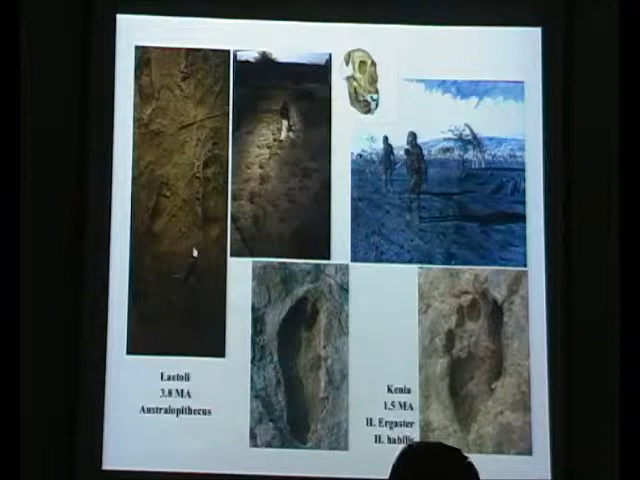 Laetoli
3.8 MA
Australopithecus
Kenia
1.5 MA
H. Ergaster
H. habilis